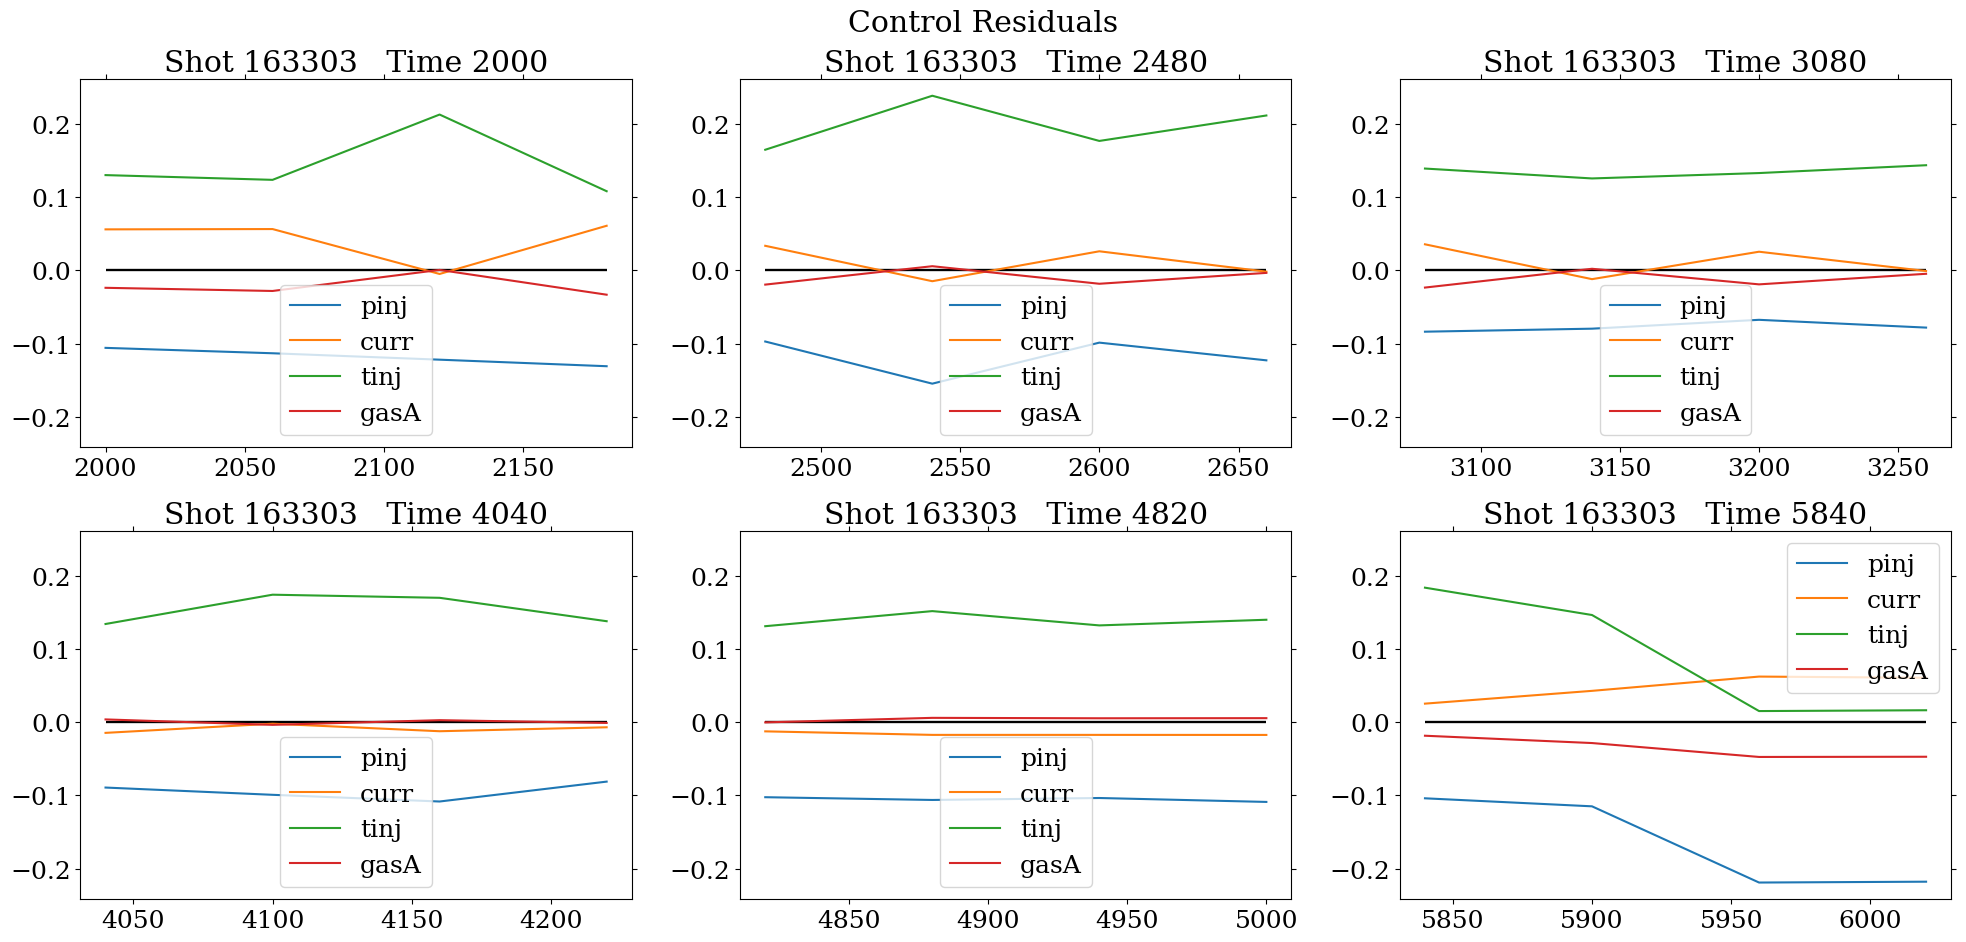 Control Residuals
Shot 163303   Time 2000
0.2
0.1
0.0
−0.1
−0.2
pinj
curr
tinj
gasA
2000 2050 2100 2150
Shot 163303   Time 2480
0.2
0.1
0.0
−0.1
−0.2
pinj
curr
tinj
gasA
2500 2550 2600 2650
Shot 163303   Time 3080
0.2
0.1
0.0
−0.1
−0.2
pinj
curr
tinj
gasA
3100 3150 3200 3250
Shot 163303   Time 4040
0.2
0.1
0.0
−0.1
−0.2
pinj
curr
tinj
gasA
4050 4100 4150 4200
Shot 163303   Time 4820
0.2
0.1
0.0
−0.1
−0.2
pinj
curr
tinj
gasA
4850 4900 4950 5000
Shot 163303   Time 5840
0.2
0.1
0.0
−0.1
−0.2
pinj
curr
tinj
gasA
5850 5900 5950 6000